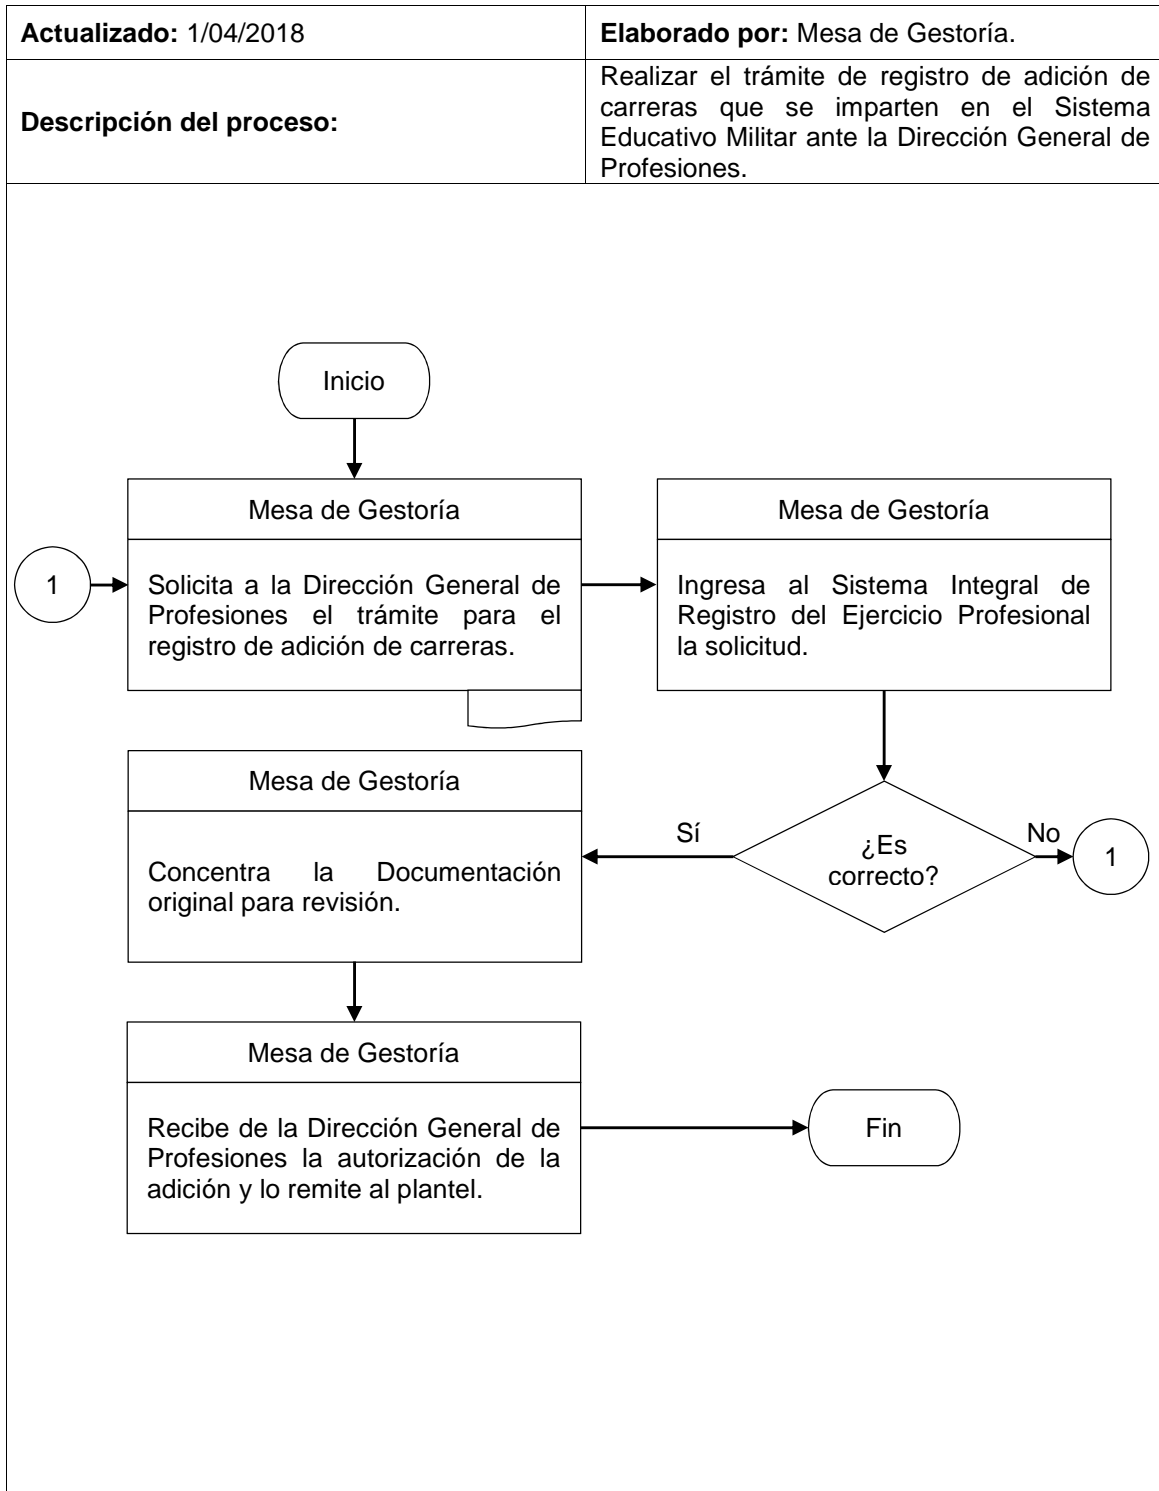 Actualizado: 1/04/2018
Elaborado por: Mesa de Gestoría.
Descripción del proceso:
Realizar el trámite de registro de adición de
carreras que se imparten en el Sistema
Educativo Militar ante la Dirección General de
Profesiones.
Inicio
Mesa de Gestoría
1
Solicita a la Dirección General de
Profesiones el trámite para el
registro de adición de carreras.
Mesa de Gestoría
Ingresa al Sistema Integral de
Registro del Ejercicio Profesional
la solicitud.
¿Es
correcto?
No
1
Sí
Mesa de Gestoría
Concentra la Documentación
original para revisión.
Mesa de Gestoría
Recibe de la Dirección General de
Profesiones la autorización de la
adición y lo remite al plantel.
Fin